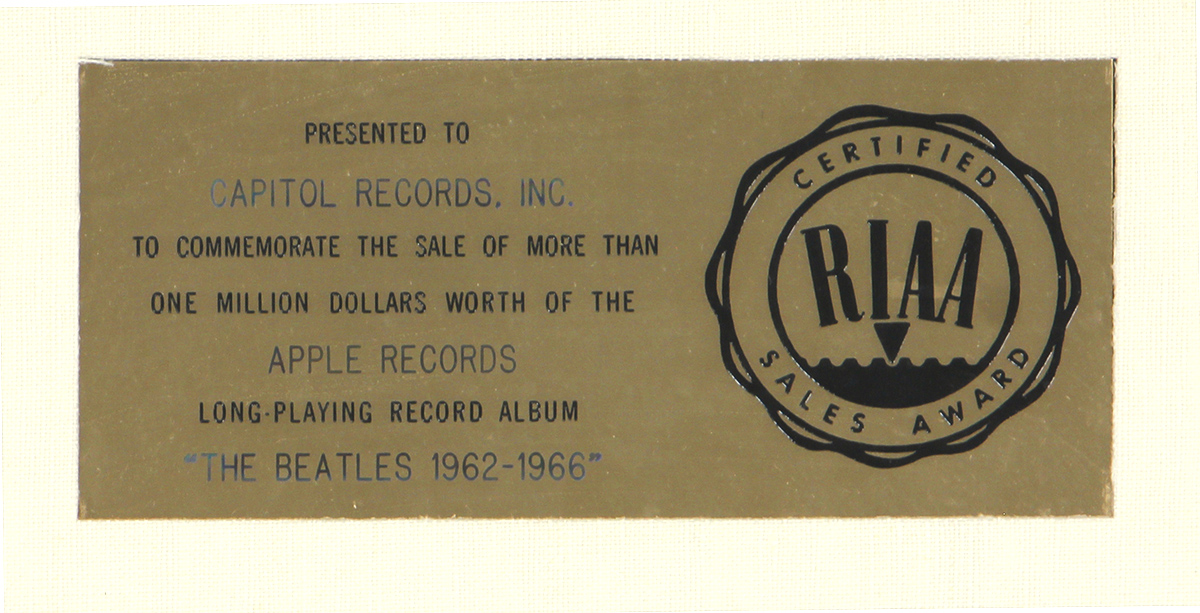 PRESENTED TO
CAPITOL RECORDS, INC.
TO COMMEMORATE THE SALE OF MORE THAN
ONE MILLION DOLLARS WORTH OF THE
APPLE RECORDS
LONG-PLAYING RECORD ALBUM
“THE BEATLES 1962-1966”
CERTIFIED
RIAA
SALES AWARD